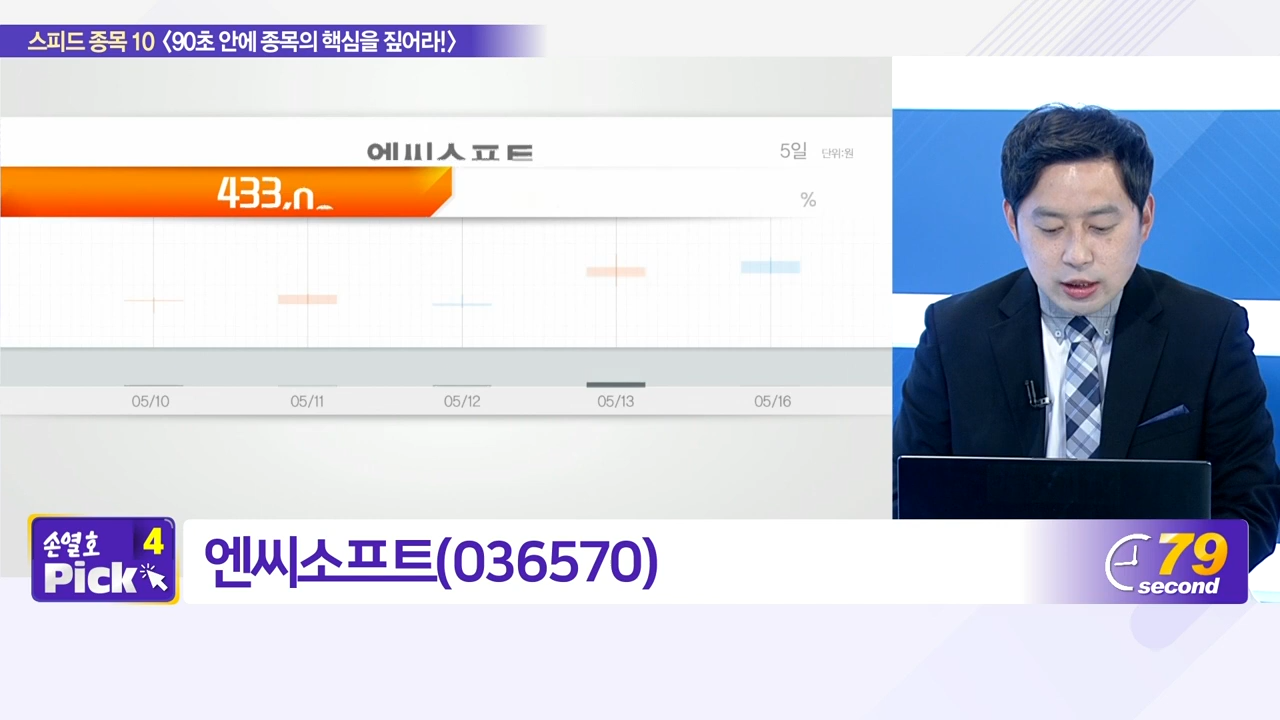 스피드 종목 10 <90초 안에 종목의 핵심을 짚어라!>
엔씨소프트 5일 단위:원
%
05/10 05/11 05/12 05/13 05/16
손열호 4
Pick
엔씨소프트(036570)
79
second